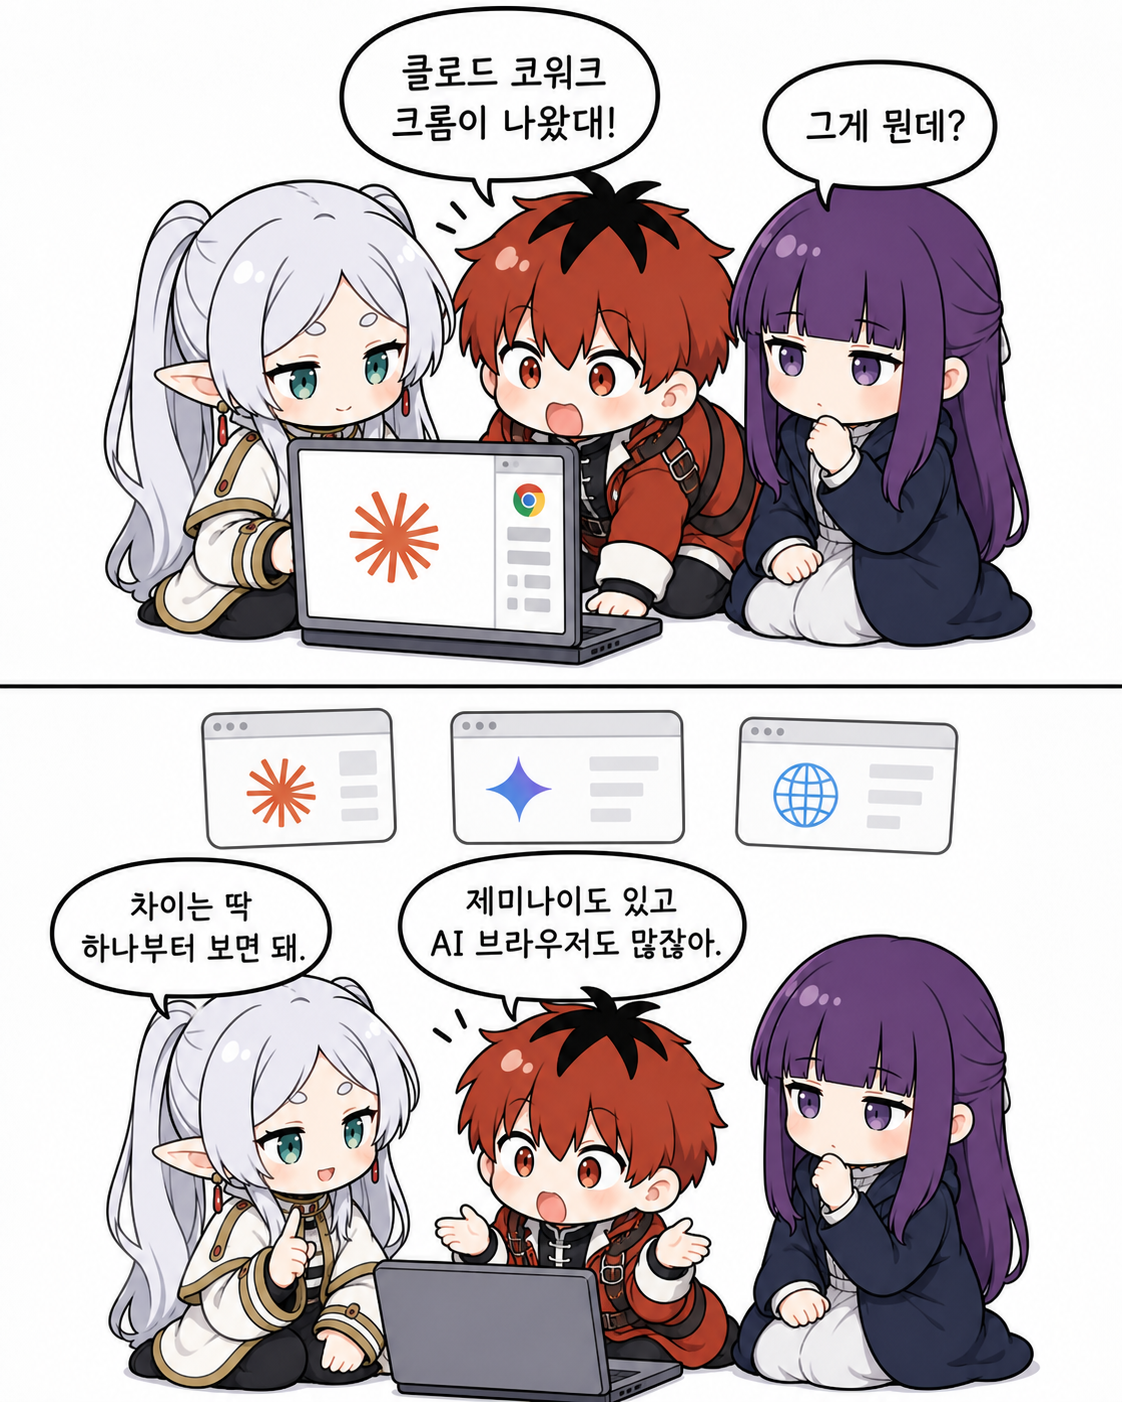 클로드 코워크
크롬이 나왔대!
그게 뭔데?
차이는 딱
하나부터 보면 돼.
제미나이도 있고
AI 브라우저도 많잖아.